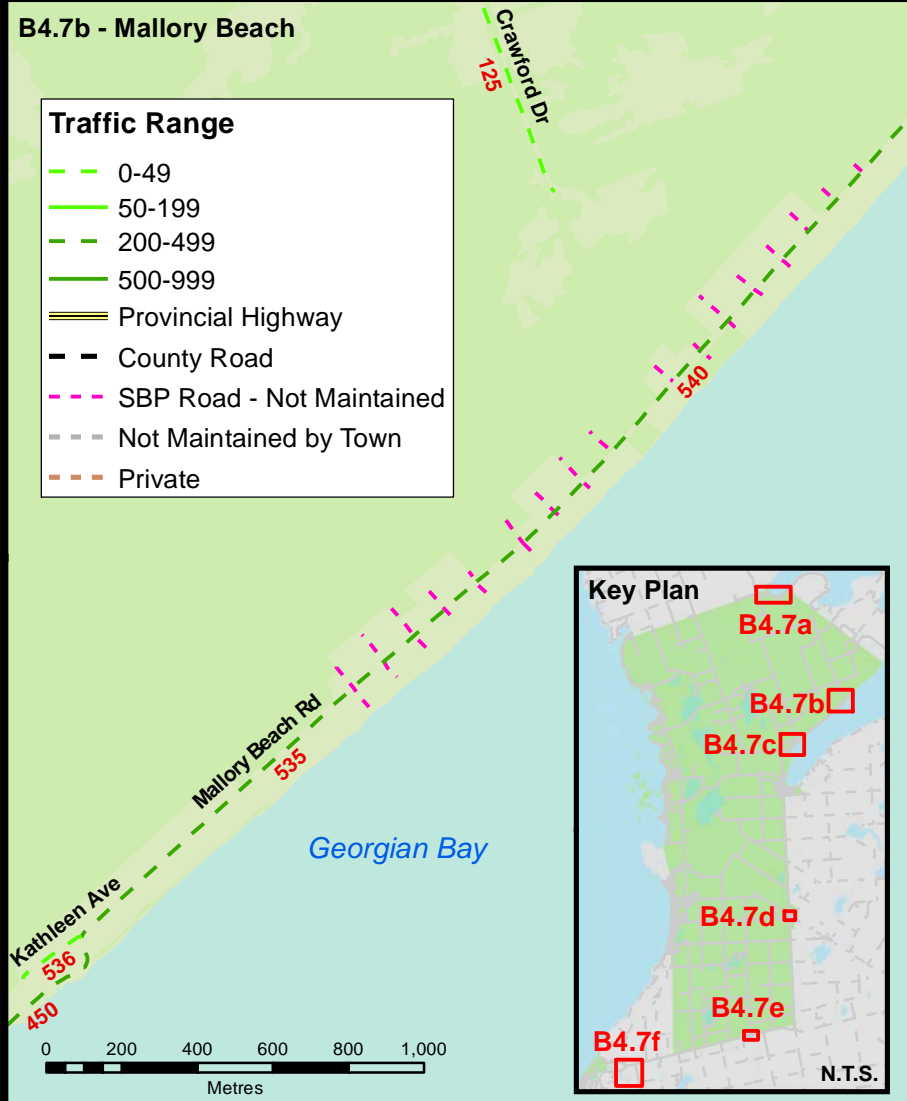 B4.7b - Mallory Beach
Crawford Dr
125
Traffic Range
0-49
50-199
200-499
500-999
Provincial Highway
County Road
SBP Road - Not Maintained
Not Maintained by Town
Private
540
Mallory Beach Rd
535
Georgian Bay
Kathleen Ave
536
450
0 200 400 600 800 1,000
Metres
Key Plan
B4.7a
B4.7b
B4.7c
B4.7d
B4.7e
B4.7f
N.T.S.